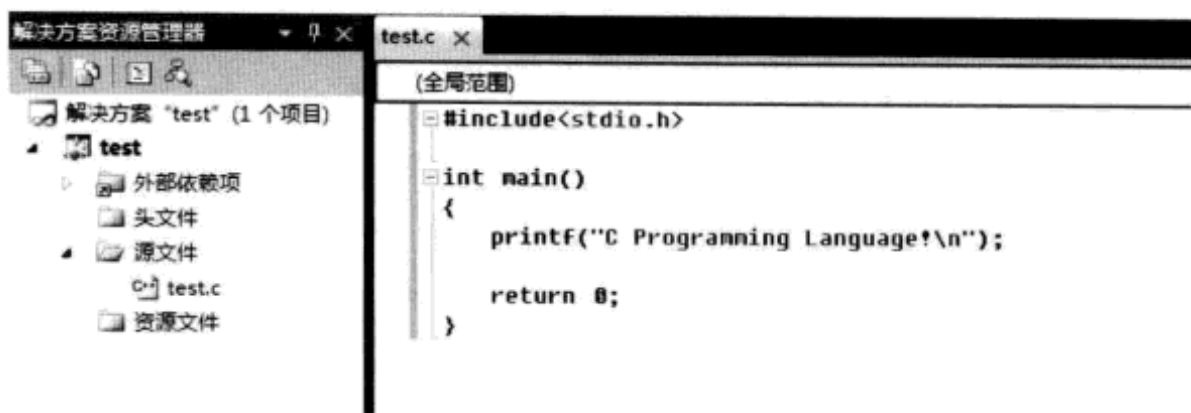 解决方案资源管理器
解决方案 "test" (1 个项目)
test
外部依赖项
头文件
源文件
test.c
资源文件
test.c
(全局范围)
#include<stdio.h>
int main()
{
printf("C Programming Language!\n");
return 0;
}